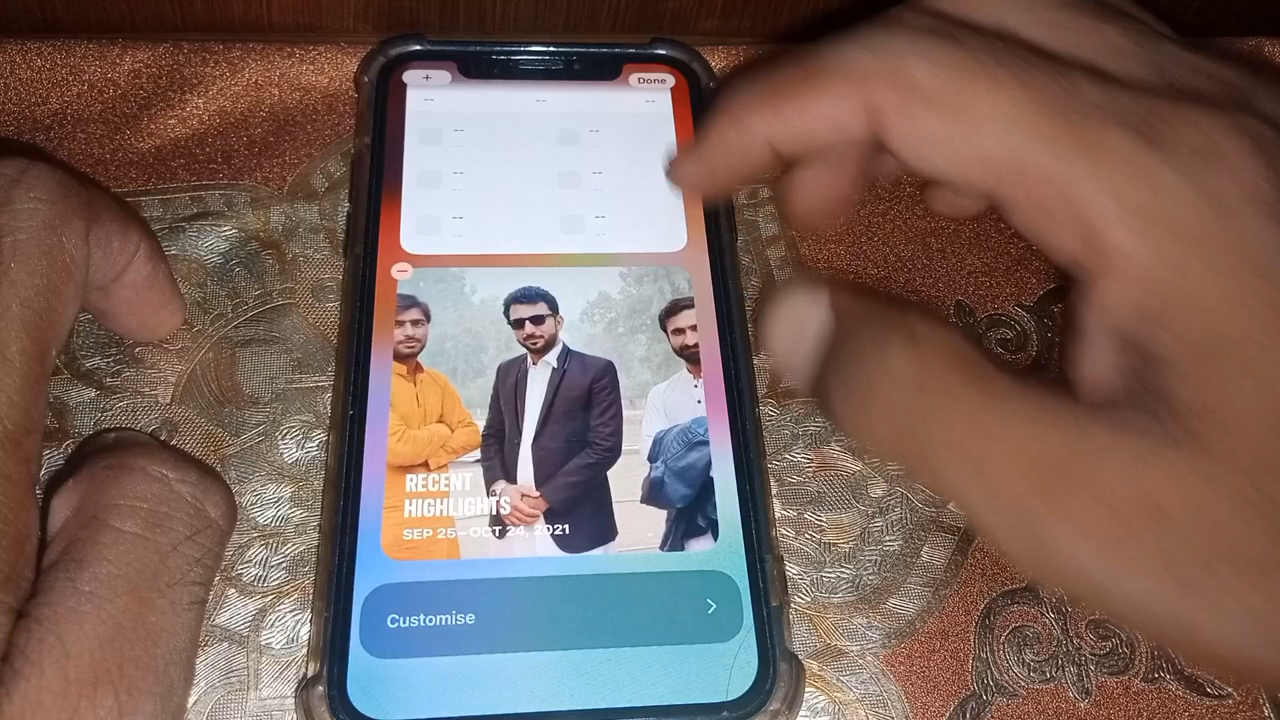 +
Done
-- -- --
-- --
-- --
-- --
RECENT
HIGHLIGHTS
SEP 25–OCT 24, 2021
Customise